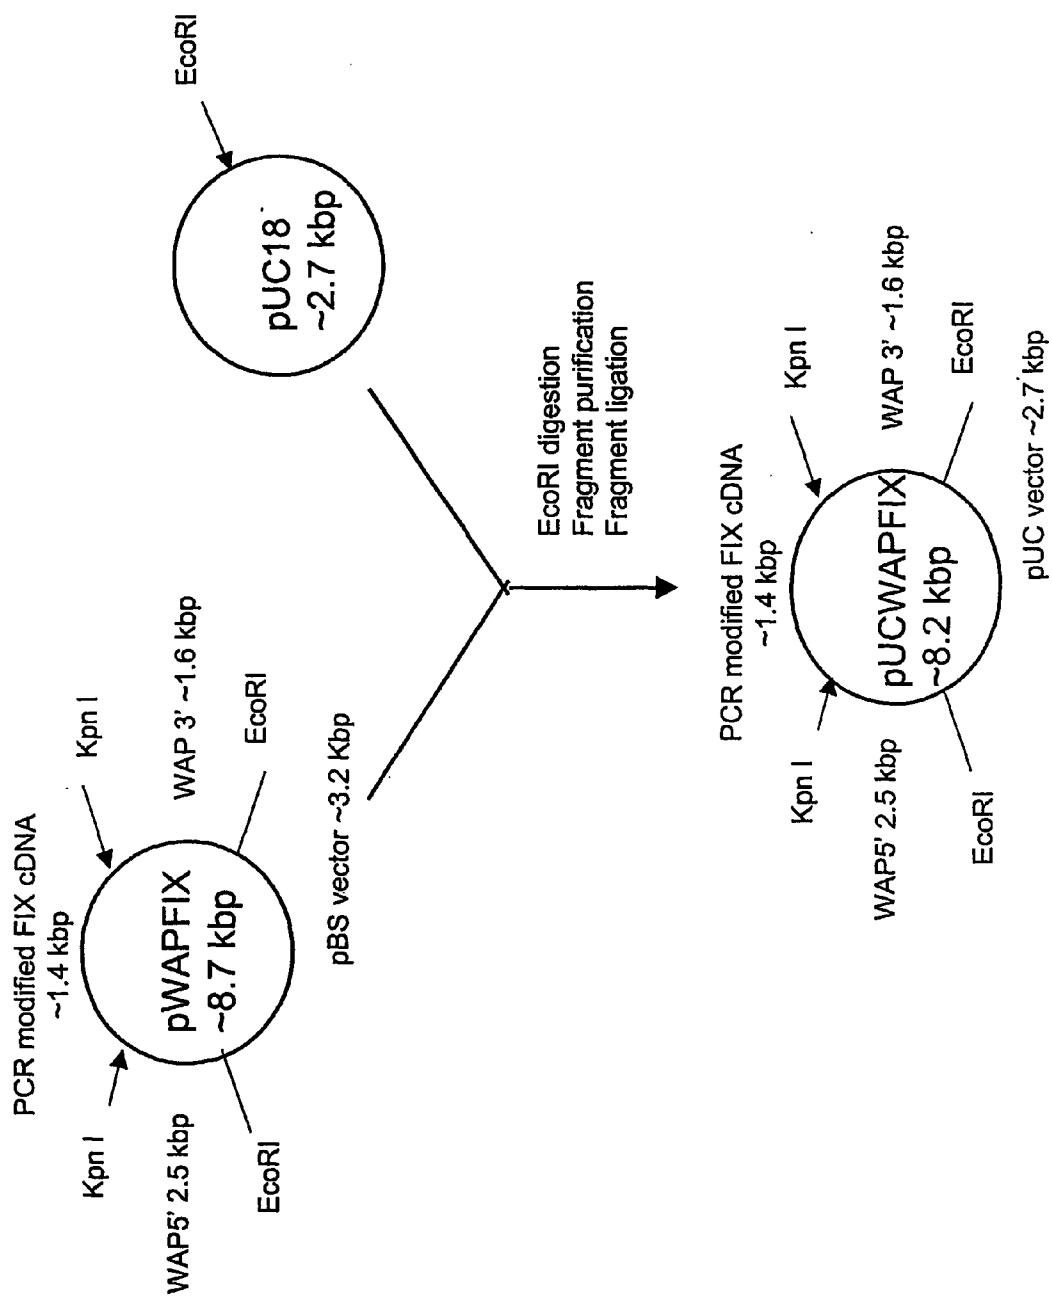 PCR modified FIX cDNA
~1.4 kbp
Kpn I
Kpn I
WAP5' 2.5 kbp
pWAPFIX
~8.7 kbp
WAP 3' ~1.6 kbp
EcoRI
EcoRI
pBS vector ~3.2 Kbp
EcoRI
pUC18
~2.7 kbp
EcoRI digestion
Fragment purification
Fragment ligation
PCR modified FIX cDNA
~1.4 kbp
Kpn I
Kpn I
WAP5' 2.5 kbp
pUCWAPFIX
~8.2 kbp
WAP 3' ~1.6 kbp
EcoRI
EcoRI
pUC vector ~2.7 kbp